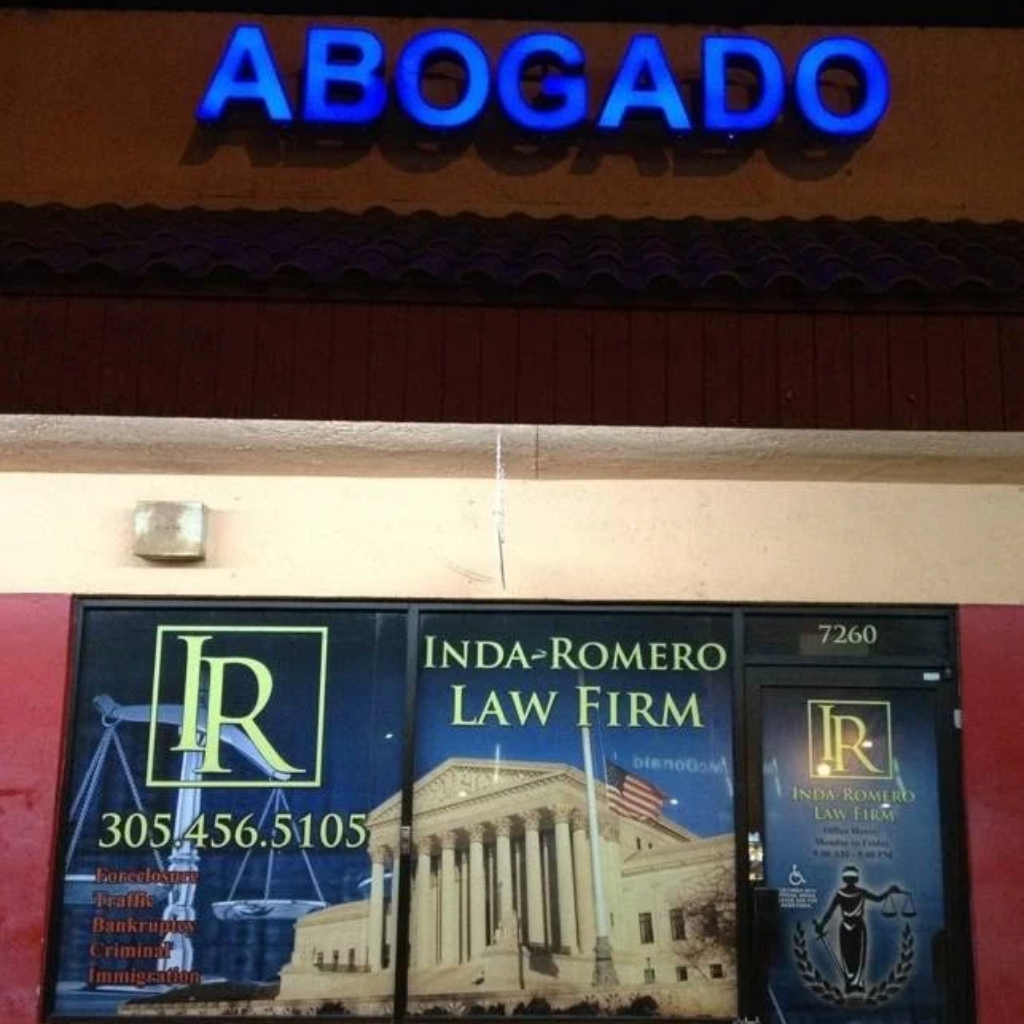 ABOGADO
IR
INDA-ROMERO
LAW FIRM
305.456.5105
Foreclosure
Traffic
Bankruptcy
Criminal
Immigration
McDonald
7260
IR
INDA-ROMERO
LAW FIRM
Office Hours:
Monday to Friday